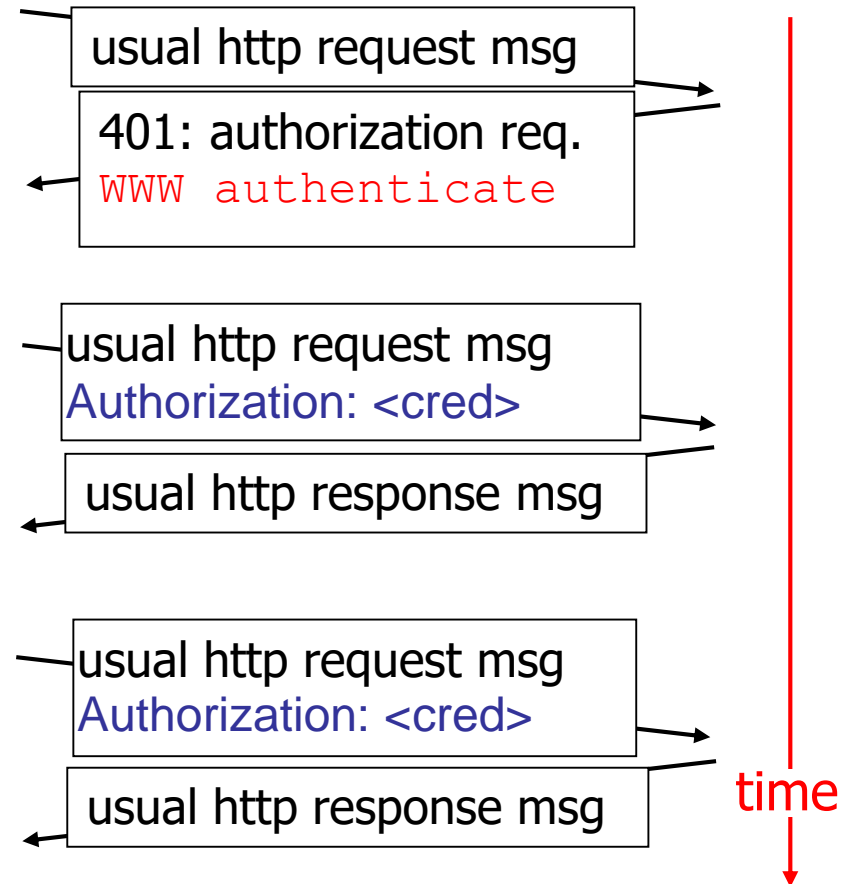 usual http request msg
401: authorization req.
WWW authenticate
usual http request msg
Authorization: <cred>
usual http response msg
usual http request msg
Authorization: <cred>
usual http response msg
time